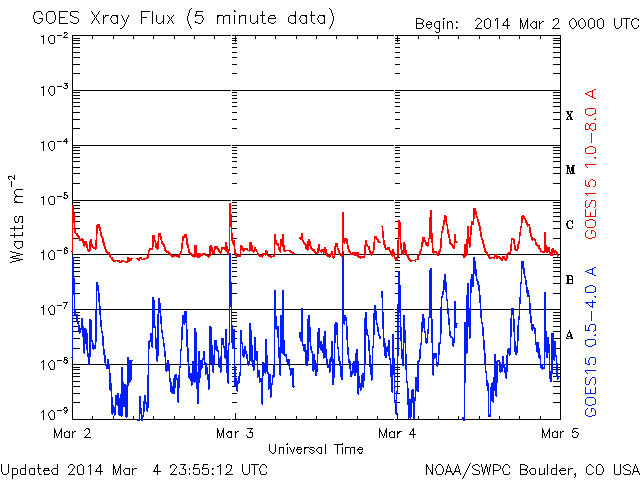 GOES Xray Flux (5 minute data)
Begin: 2014 Mar 2 0000 UTC
10⁻²
10⁻³
10⁻⁴
10⁻⁵
10⁻⁶
10⁻⁷
10⁻⁸
10⁻⁹
Watts m⁻²
X
M
C
B
A
GOES15 1.0-8.0 A
GOES15 0.5-4.0 A
Mar 2 Mar 3 Mar 4 Mar 5
Universal Time
Updated 2014 Mar 4 23:55:12 UTC
NOAA/SWPC Boulder, CO USA